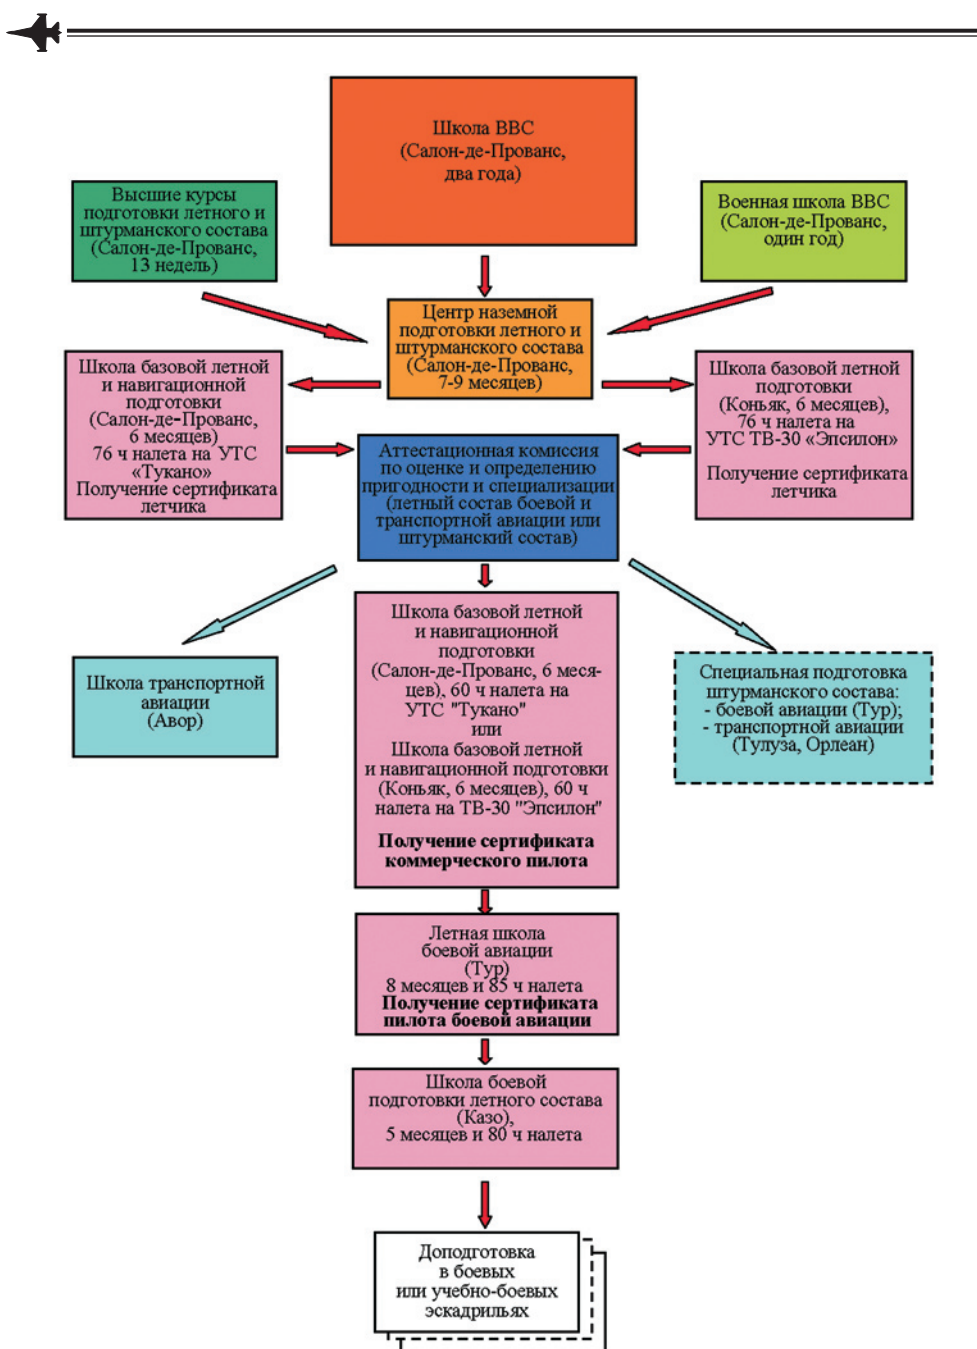 Школа ВВС
(Салон-де-Прованс,
два года)
Высшие курсы
подготовки летного и
штурманского состава
(Салон-де-Прованс,
13 недель)
Военная школа ВВС
(Салон-де-Прованс,
один год)
Центр наземной
подготовки летного и
штурманского состава
(Салон-де-Прованс,
7-9 месяцев)
Школа базовой летной
и навигационной
подготовки
(Салон-де-Прованс,
6 месяцев)
76 ч налета на УТС
«Тукано»
Получение сертификата
летчика
Школа базовой летной
подготовки
(Коньяк, 6 месяцев),
76 ч налета на
УТС ТВ-30 «Эпсилон»
Получение сертификата
летчика
Аттестационная комиссия
по оценке и определению
пригодности и специализации
(летный состав боевой и
транспортной авиации или
штурманский состав)
Школа транспортной
авиации
(Авор)
Школа базовой летной
и навигационной
подготовки
(Салон-де-Прованс, 6 меся-
цев), 60 ч налета на
УТС "Тукано"
или
Школа базовой летной
и навигационной подготовки
(Коньяк, 6 месяцев), 60 ч
налета на ТВ-30 "Эпсилон"
Получение сертификата
коммерческого пилота
Специальная подготовка
штурманского состава:
- боевой авиации (Тур);
- транспортной авиации
(Тулуза, Орлеан)
Летная школа
боевой авиации
(Тур)
8 месяцев и 85 ч налета
Получение сертификата
пилота боевой авиации
Школа боевой
подготовки летного состава
(Казо),
5 месяцев и 80 ч налета
Доподготовка
в боевых
или учебно-боевых
эскадрильях